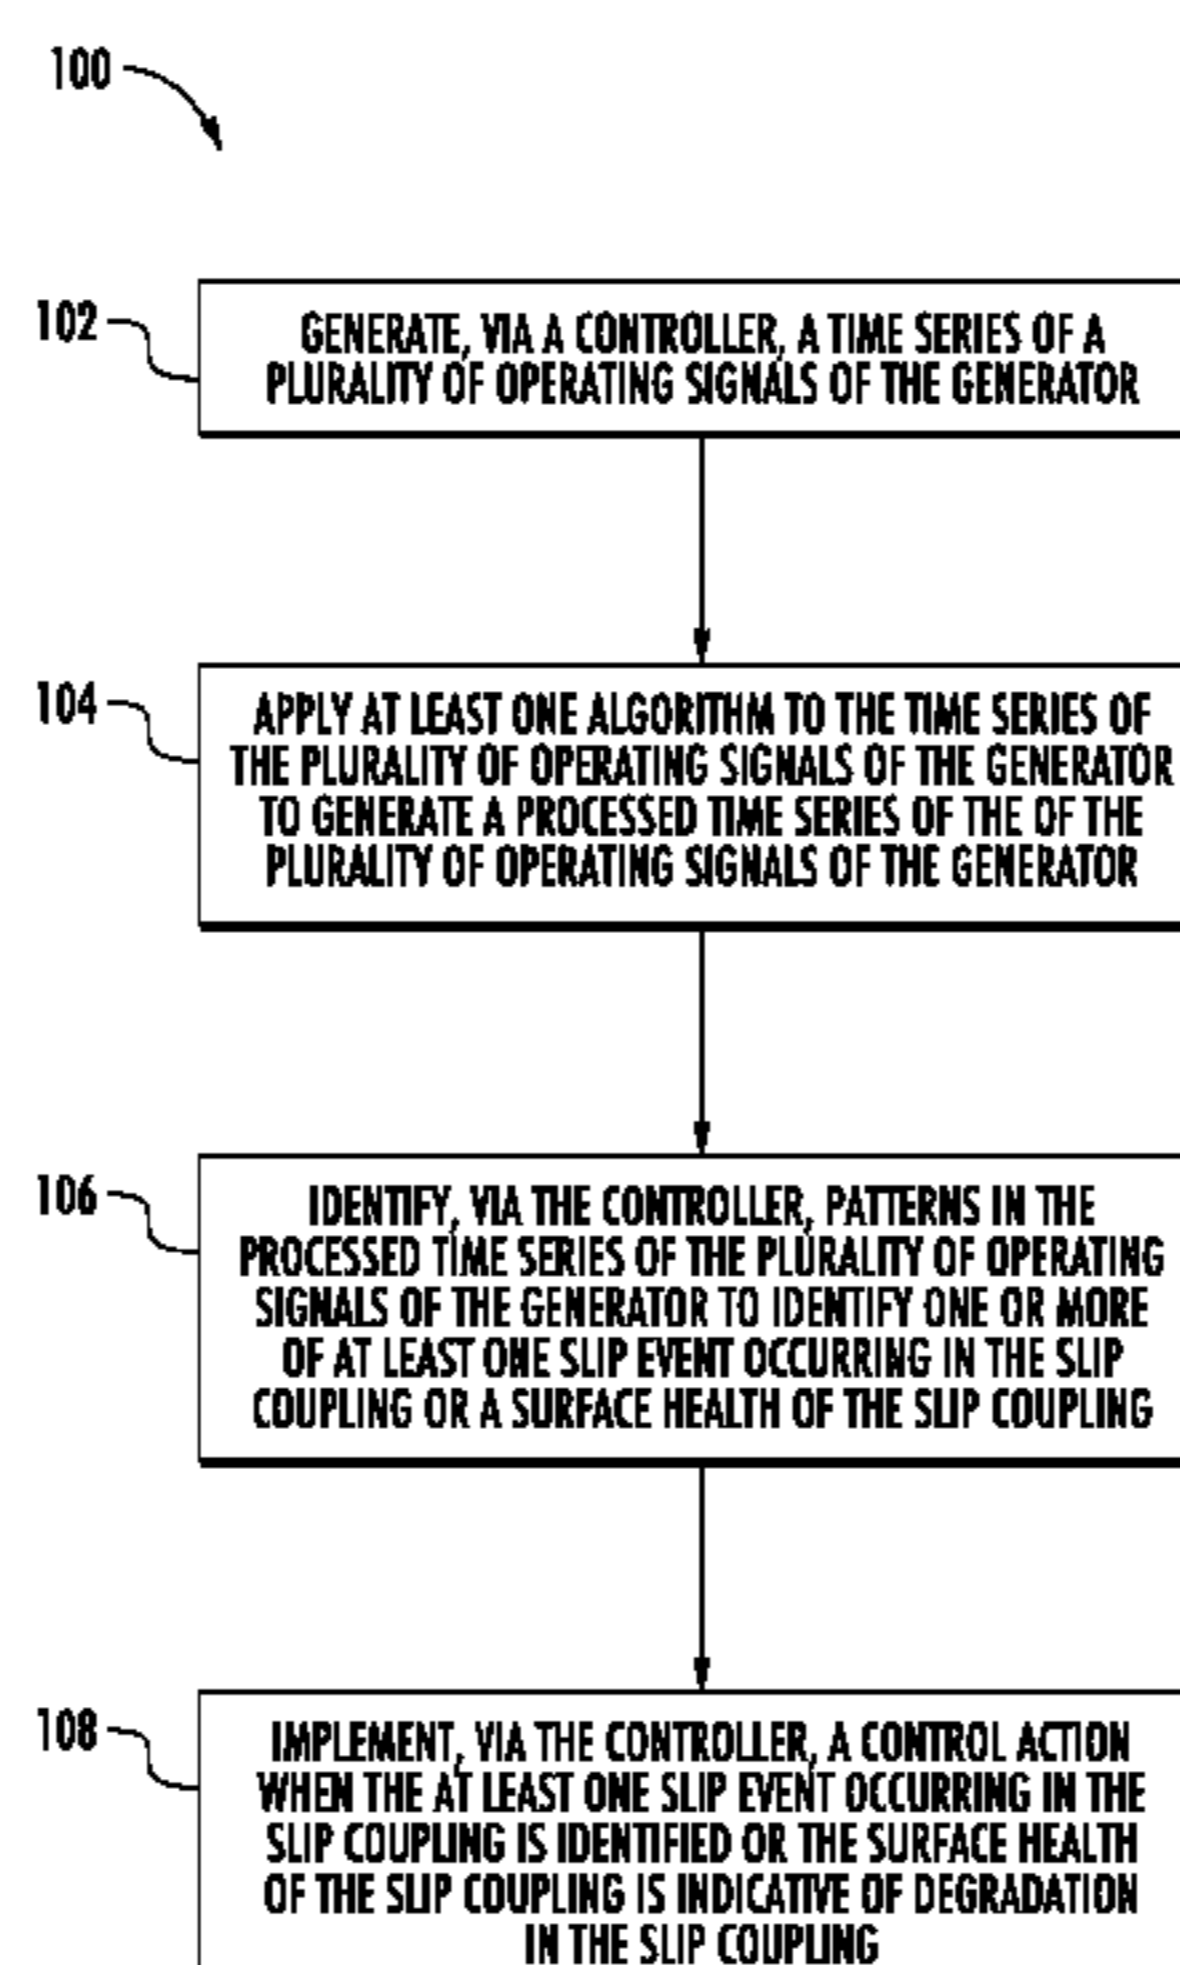 100
102
GENERATE, VIA A CONTROLLER, A TIME SERIES OF A
PLURALITY OF OPERATING SIGNALS OF THE GENERATOR
104
APPLY AT LEAST ONE ALGORITHM TO THE TIME SERIES OF
THE PLURALITY OF OPERATING SIGNALS OF THE GENERATOR
TO GENERATE A PROCESSED TIME SERIES OF THE OF THE
PLURALITY OF OPERATING SIGNALS OF THE GENERATOR
106
IDENTIFY, VIA THE CONTROLLER, PATTERNS IN THE
PROCESSED TIME SERIES OF THE PLURALITY OF OPERATING
SIGNALS OF THE GENERATOR TO IDENTIFY ONE OR MORE
OF AT LEAST ONE SLIP EVENT OCCURRING IN THE SLIP
COUPLING OR A SURFACE HEALTH OF THE SLIP COUPLING
108
IMPLEMENT, VIA THE CONTROLLER, A CONTROL ACTION
WHEN THE AT LEAST ONE SLIP EVENT OCCURRING IN THE
SLIP COUPLING IS IDENTIFIED OR THE SURFACE HEALTH
OF THE SLIP COUPLING IS INDICATIVE OF DEGRADATION
IN THE SLIP COUPLING